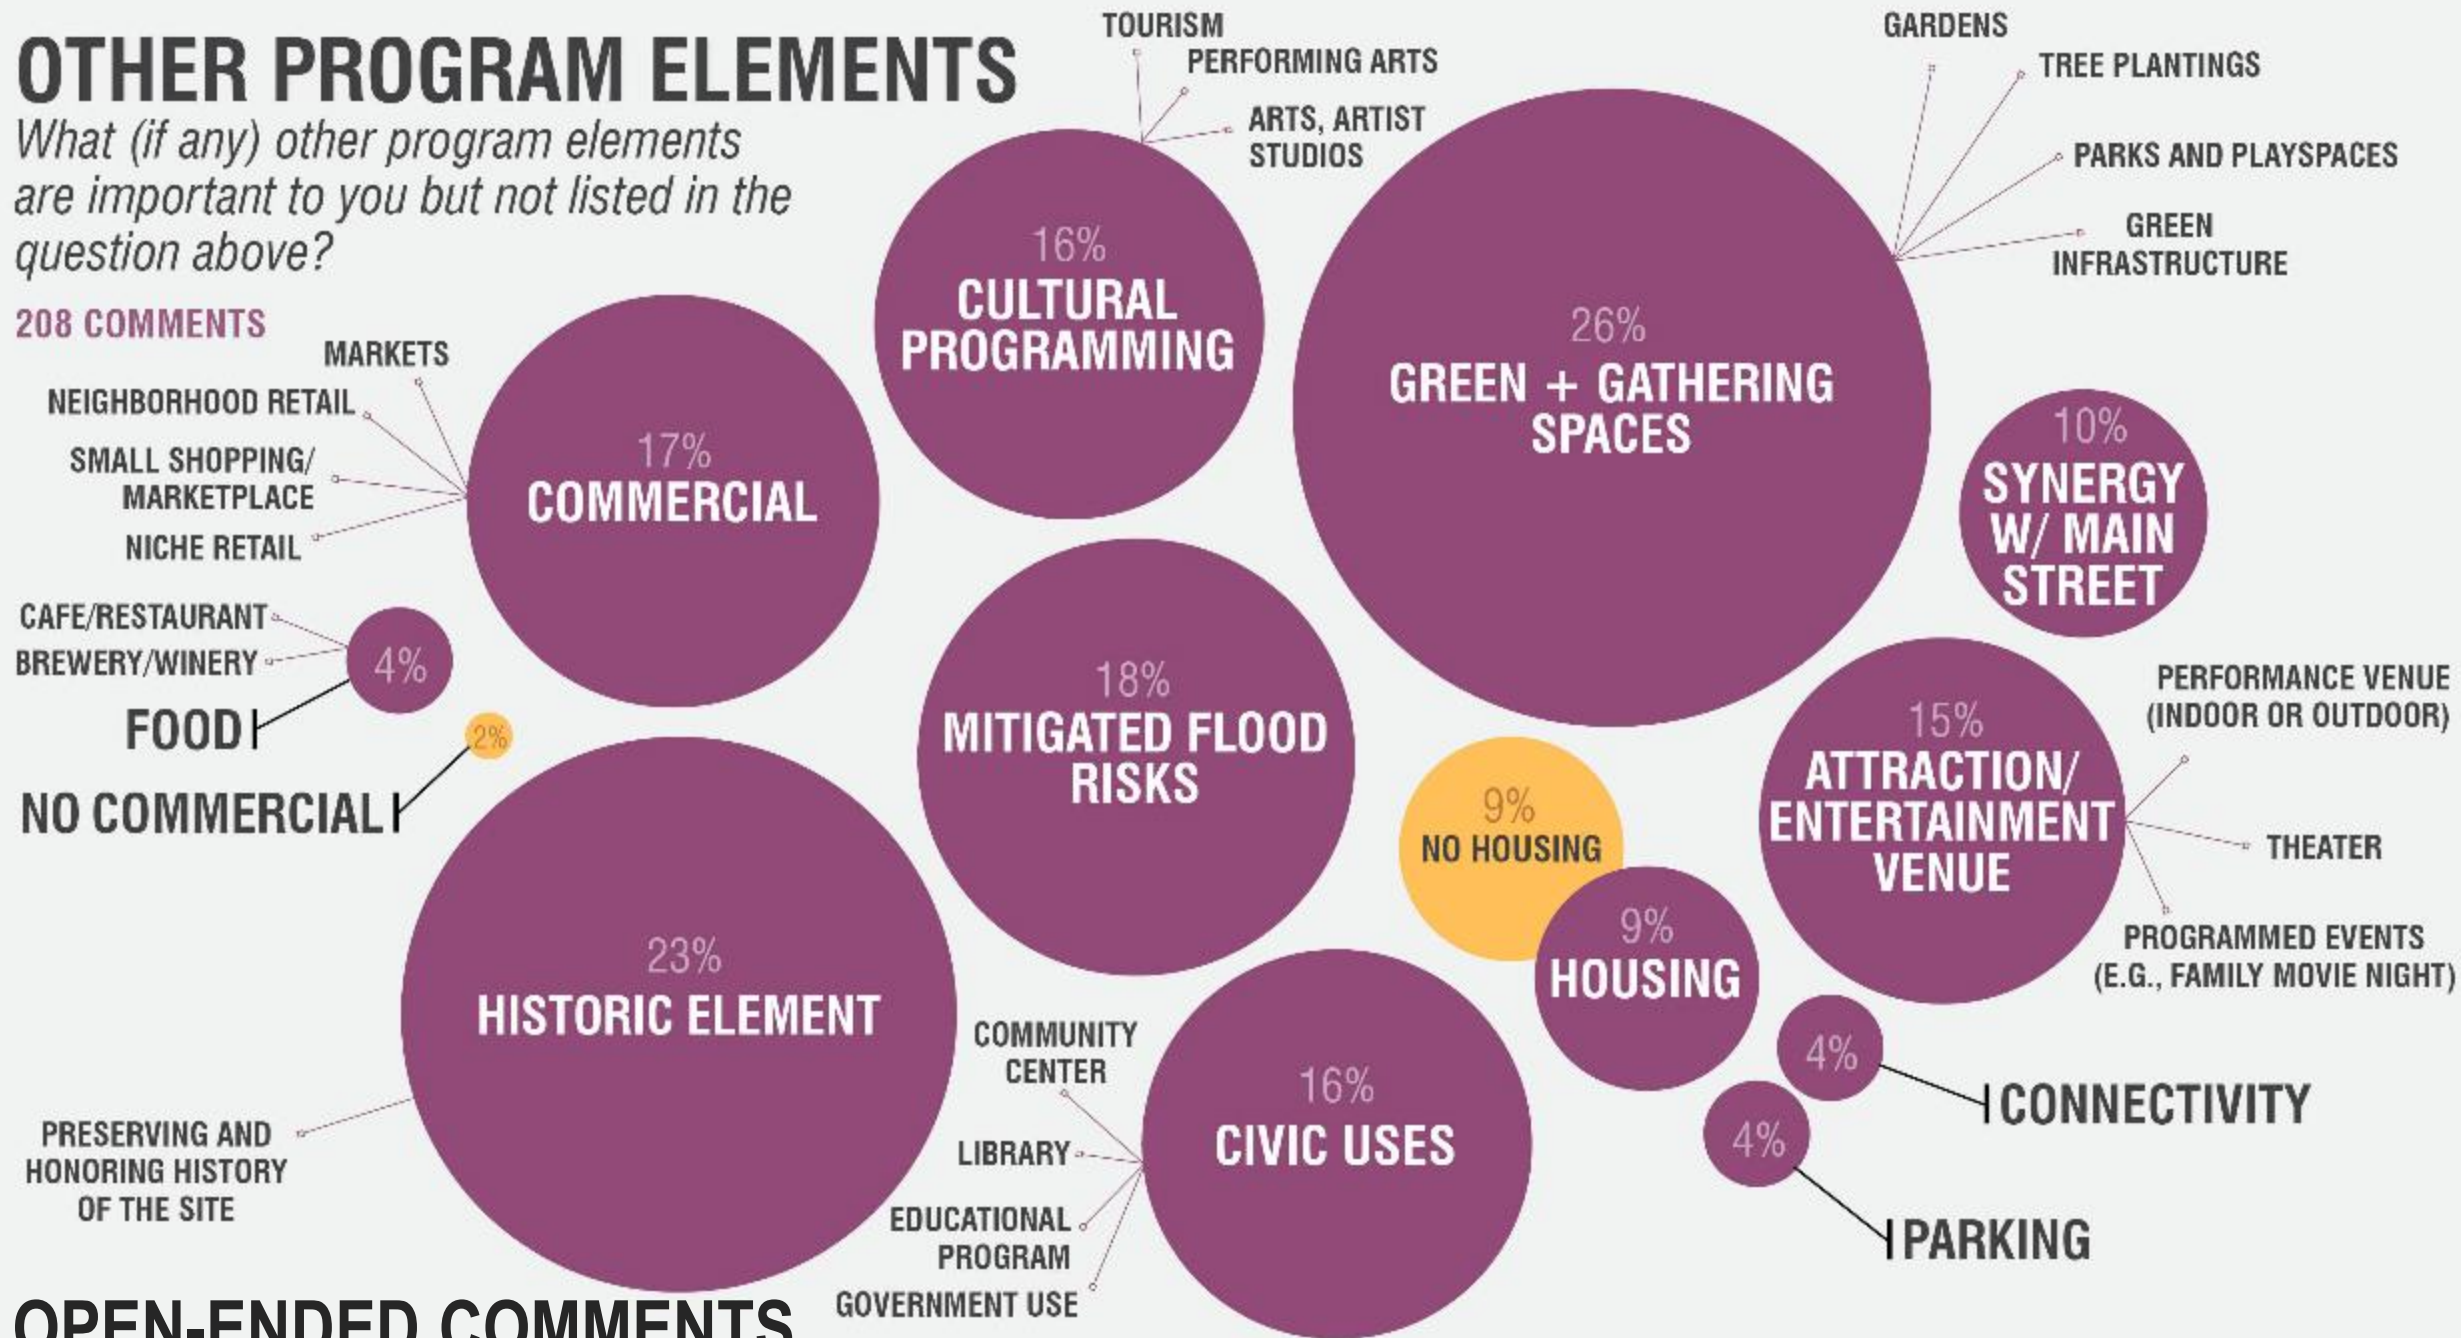 OTHER PROGRAM ELEMENTS
What (if any) other program elements
are important to you but not listed in the
question above?
208 COMMENTS
TOURISM
PERFORMING ARTS
ARTS, ARTIST
STUDIOS
16%
CULTURAL
PROGRAMMING
GARDENS
TREE PLANTINGS
PARKS AND PLAYSPACES
GREEN
INFRASTRUCTURE
26%
GREEN + GATHERING
SPACES
MARKETS
NEIGHBORHOOD RETAIL
SMALL SHOPPING/
MARKETPLACE
NICHE RETAIL
17%
COMMERCIAL
10%
SYNERGY
W/ MAIN
STREET
CAFE/RESTAURANT
BREWERY/WINERY
4%
FOOD
2%
NO COMMERCIAL
18%
MITIGATED FLOOD
RISKS
9%
NO HOUSING
9%
HOUSING
15%
ATTRACTION/
ENTERTAINMENT
VENUE
PERFORMANCE VENUE
(INDOOR OR OUTDOOR)
THEATER
PROGRAMMED EVENTS
(E.G., FAMILY MOVIE NIGHT)
23%
HISTORIC ELEMENT
PRESERVING AND
HONORING HISTORY
OF THE SITE
COMMUNITY
CENTER
LIBRARY
EDUCATIONAL
PROGRAM
GOVERNMENT USE
16%
CIVIC USES
4%
CONNECTIVITY
4%
PARKING
OPEN-ENDED COMMENTS